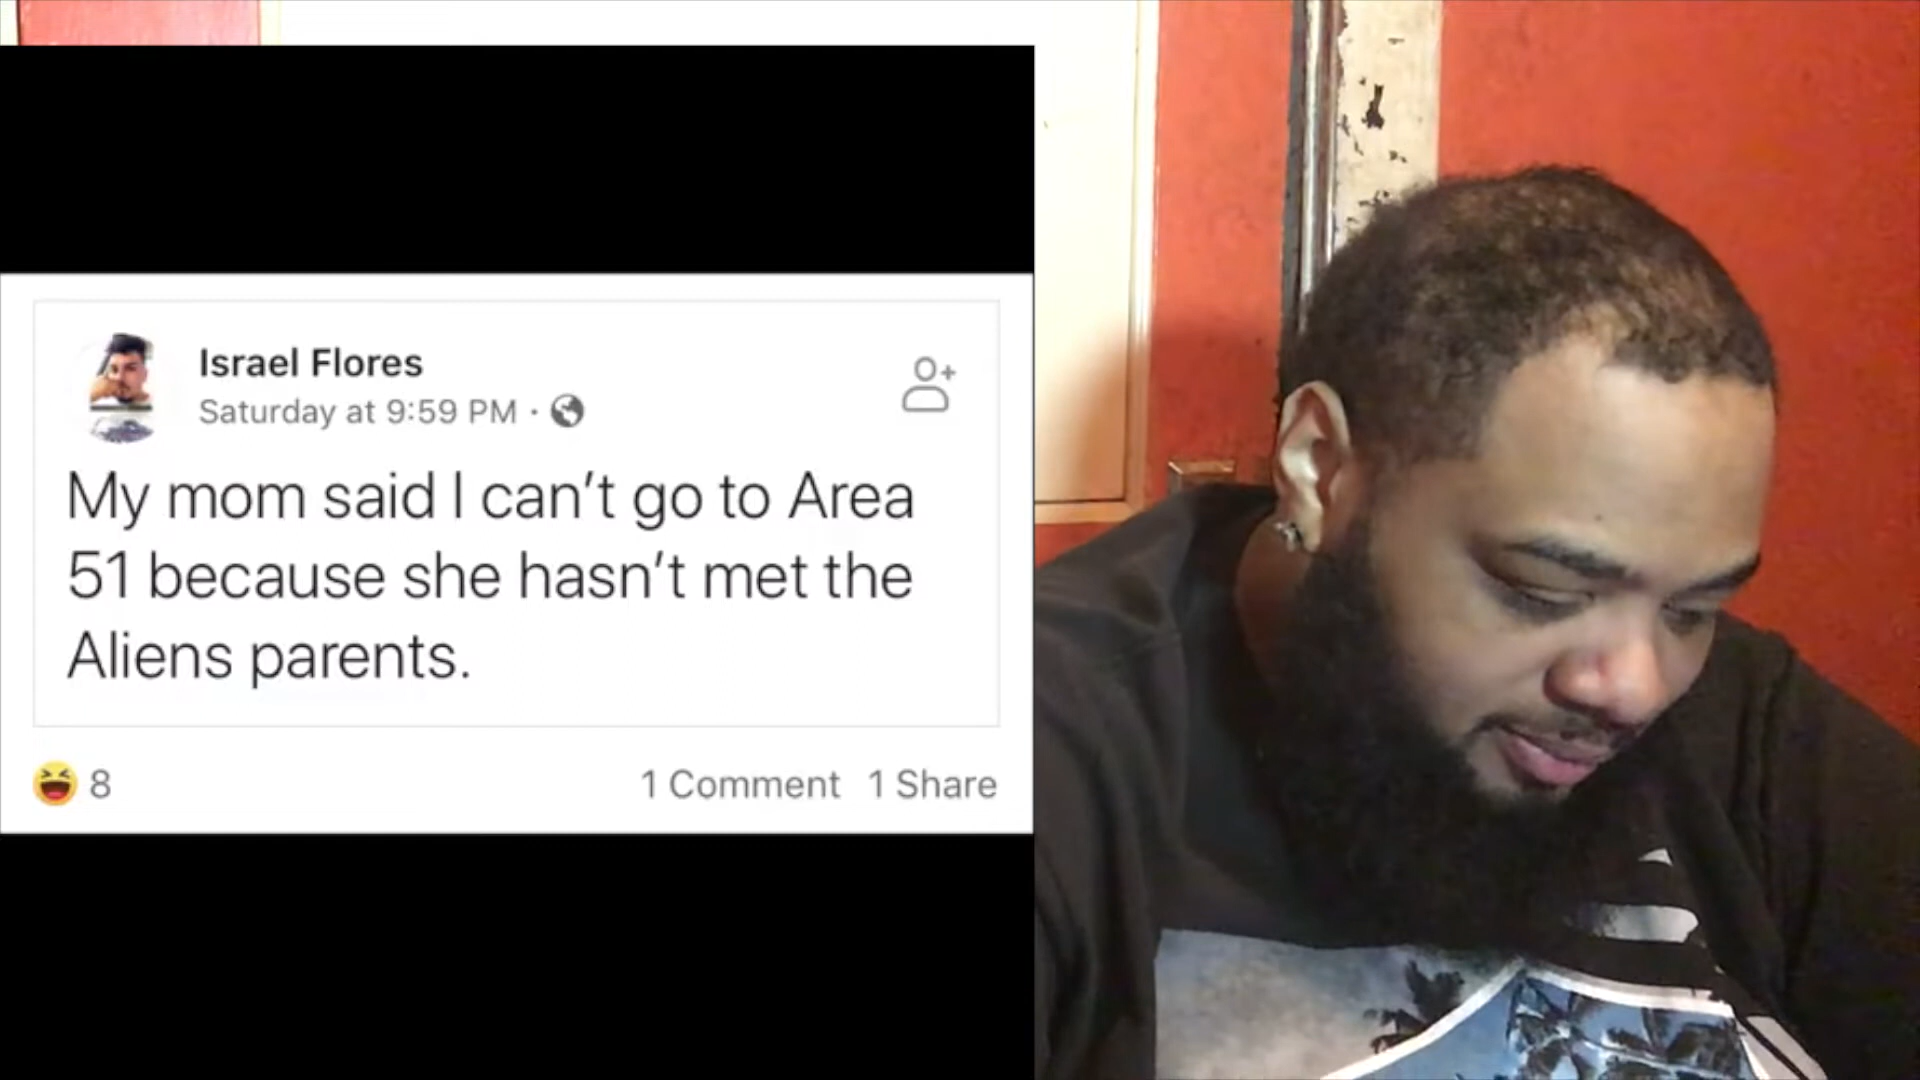 Israel Flores
Saturday at 9:59 PM ·
My mom said I can't go to Area
51 because she hasn't met the
Aliens parents.
8
1 Comment 1 Share